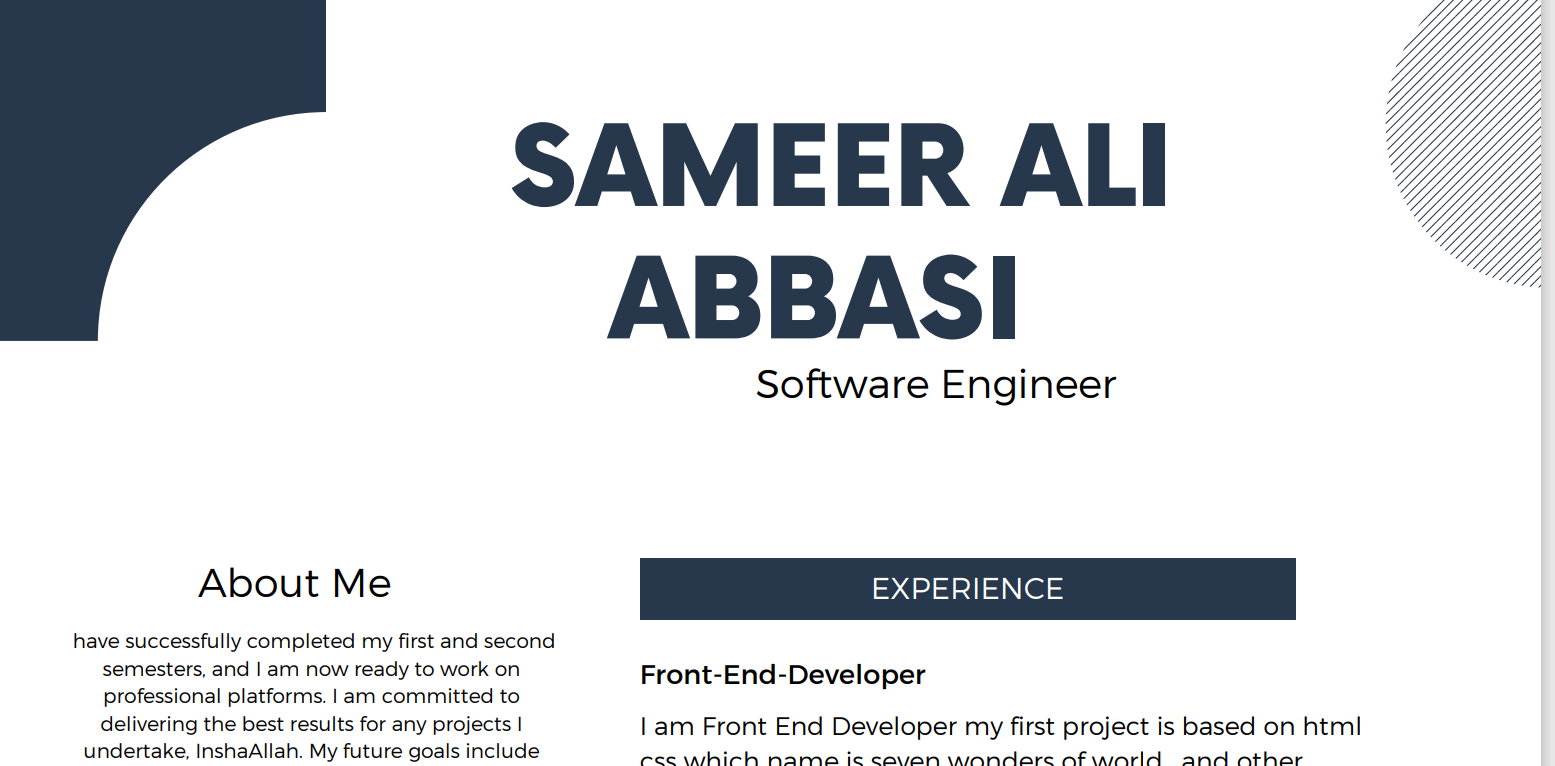 SAMEER ALI
ABBASI
Software Engineer
About Me
have successfully completed my first and second
semesters, and I am now ready to work on
professional platforms. I am committed to
delivering the best results for any projects I
undertake, InshaAllah. My future goals include
EXPERIENCE
Front-End-Developer
I am Front End Developer my first project is based on html
css which name is seven wonders of world , and other